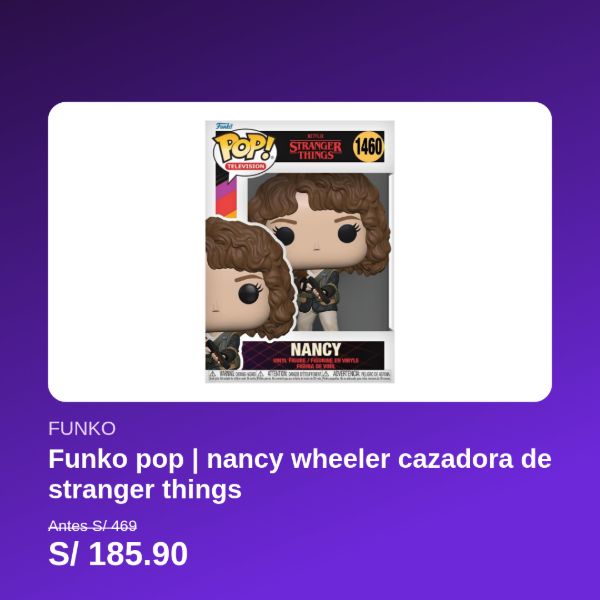 Funko
POP!
TELEVISION
NETFLIX
STRANGER
THINGS
1460
NANCY
VINYL FIGURE / FIGURINE EN VINYLE
FIGURA DE VINIL
FUNKO
Funko pop | nancy wheeler cazadora de
stranger things
Antes S/ 469
S/ 185.90